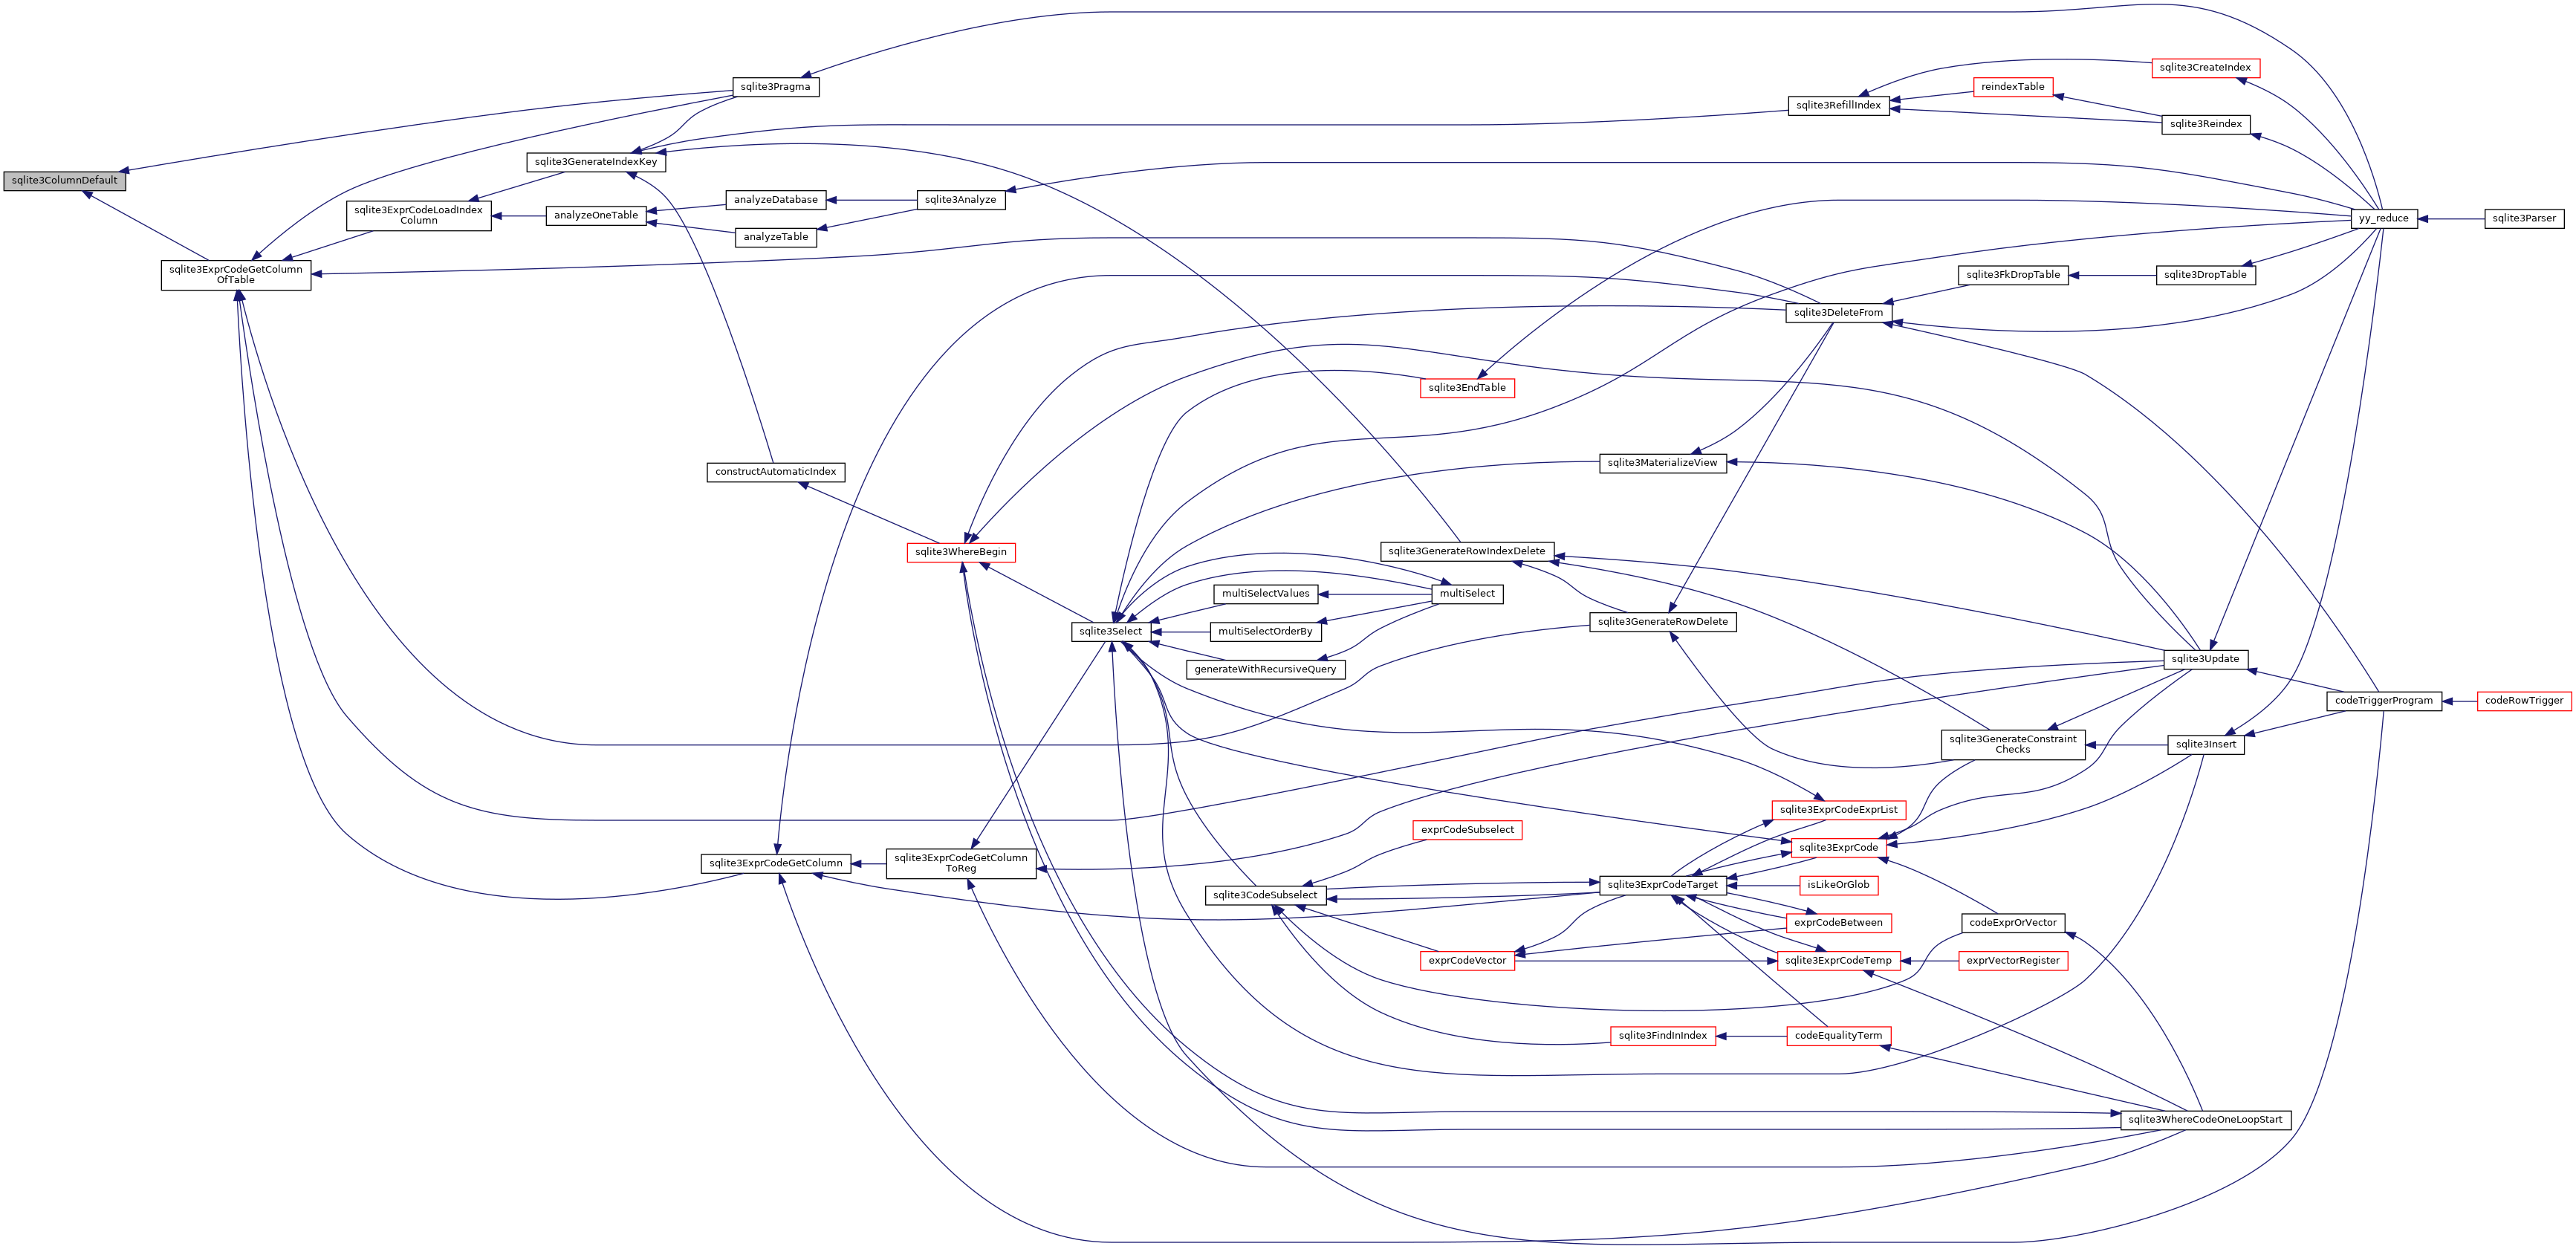 sqlite3ColumnDefault
sqlite3Pragma
sqlite3ExprCodeGetColumn
OfTable
sqlite3ExprCodeLoadIndex
Column
sqlite3GenerateIndexKey
analyzeOneTable
analyzeDatabase
analyzeTable
sqlite3Analyze
constructAutomaticIndex
sqlite3WhereBegin
sqlite3ExprCodeGetColumn
sqlite3ExprCodeGetColumn
ToReg
sqlite3Select
multiSelectValues
multiSelectOrderBy
generateWithRecursiveQuery
multiSelect
sqlite3EndTable
sqlite3GenerateRowIndexDelete
sqlite3MaterializeView
sqlite3GenerateRowDelete
sqlite3CodeSubselect
exprCodeSubselect
exprCodeVector
sqlite3ExprCodeTarget
sqlite3FindInIndex
sqlite3ExprCodeExprList
sqlite3ExprCode
isLikeOrGlob
exprCodeBetween
sqlite3ExprCodeTemp
codeEqualityTerm
sqlite3RefillIndex
sqlite3DeleteFrom
sqlite3CreateIndex
reindexTable
sqlite3Reindex
sqlite3FkDropTable
sqlite3DropTable
sqlite3GenerateConstraint
Checks
codeExprOrVector
exprVectorRegister
sqlite3Update
sqlite3Insert
sqlite3WhereCodeOneLoopStart
yy_reduce
sqlite3Parser
codeTriggerProgram
codeRowTrigger